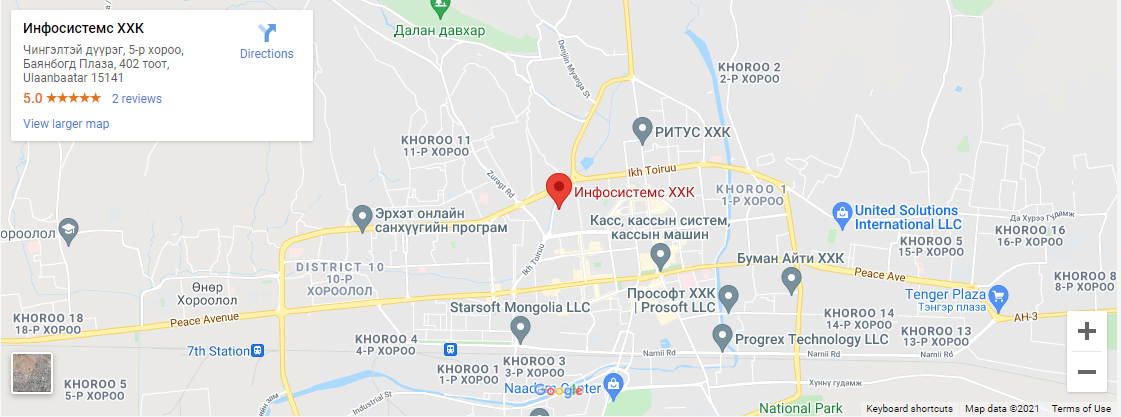 Инфосистемс ХХК
Чингэлтэй дүүрэг, 5-р хороо,
Баянбогд Плаза, 402 тоот,
Ulaanbaatar 15141
Directions
5.0
2 reviews
View larger map
Далан давхар
Denjiin Myanga St
KHOROO 2
2-Р ХОРОО
РИТУС ХХК
KHOROO 11
11-Р ХОРОО
Zuragt Rd
Ikh Toiruu
KHOROO 1
1-Р ХОРОО
Инфосистемс ХХК
Эрхэт онлайн
санхүүгийн програм
Касс, кассын систем,
кассын машин
United Solutions
International LLC
Да Хүрээ Гудамж
KHOROO 16
16-Р ХОРОО
KHOROO 5
15-Р ХОРОО
Хороолол
Ikh Toiruu
DISTRICT 10
10-Р
ХОРООЛОЛ
Буман Айти ХХК
Peace Ave
KHOROO 8
8-Р ХОРОО
Өнөр
Хороолол
Tenger Plaza
Тэнгэр плаза
Starsoft Mongolia LLC
Прософт ХХК
| Prosoft LLC
KHOROO 18
18-Р ХОРОО
Peace Avenue
KHOROO 14
14-Р ХОРОО
АН-3
7th Station
KHOROO 4
4-Р ХОРОО
Progrex Technology LLC
KHOROO 13
13-Р ХОРОО
Narnii Rd
Narnii Rd
Narnii Rd
KHOROO 3
3-Р ХОРОО
KHOROO 5
5-Р ХОРОО
KHOROO 1
Naadam Center
Google
Хүннү гудамж
Industrial St
National Park
Keyboard shortcuts
Map data ©2021
Terms of Use